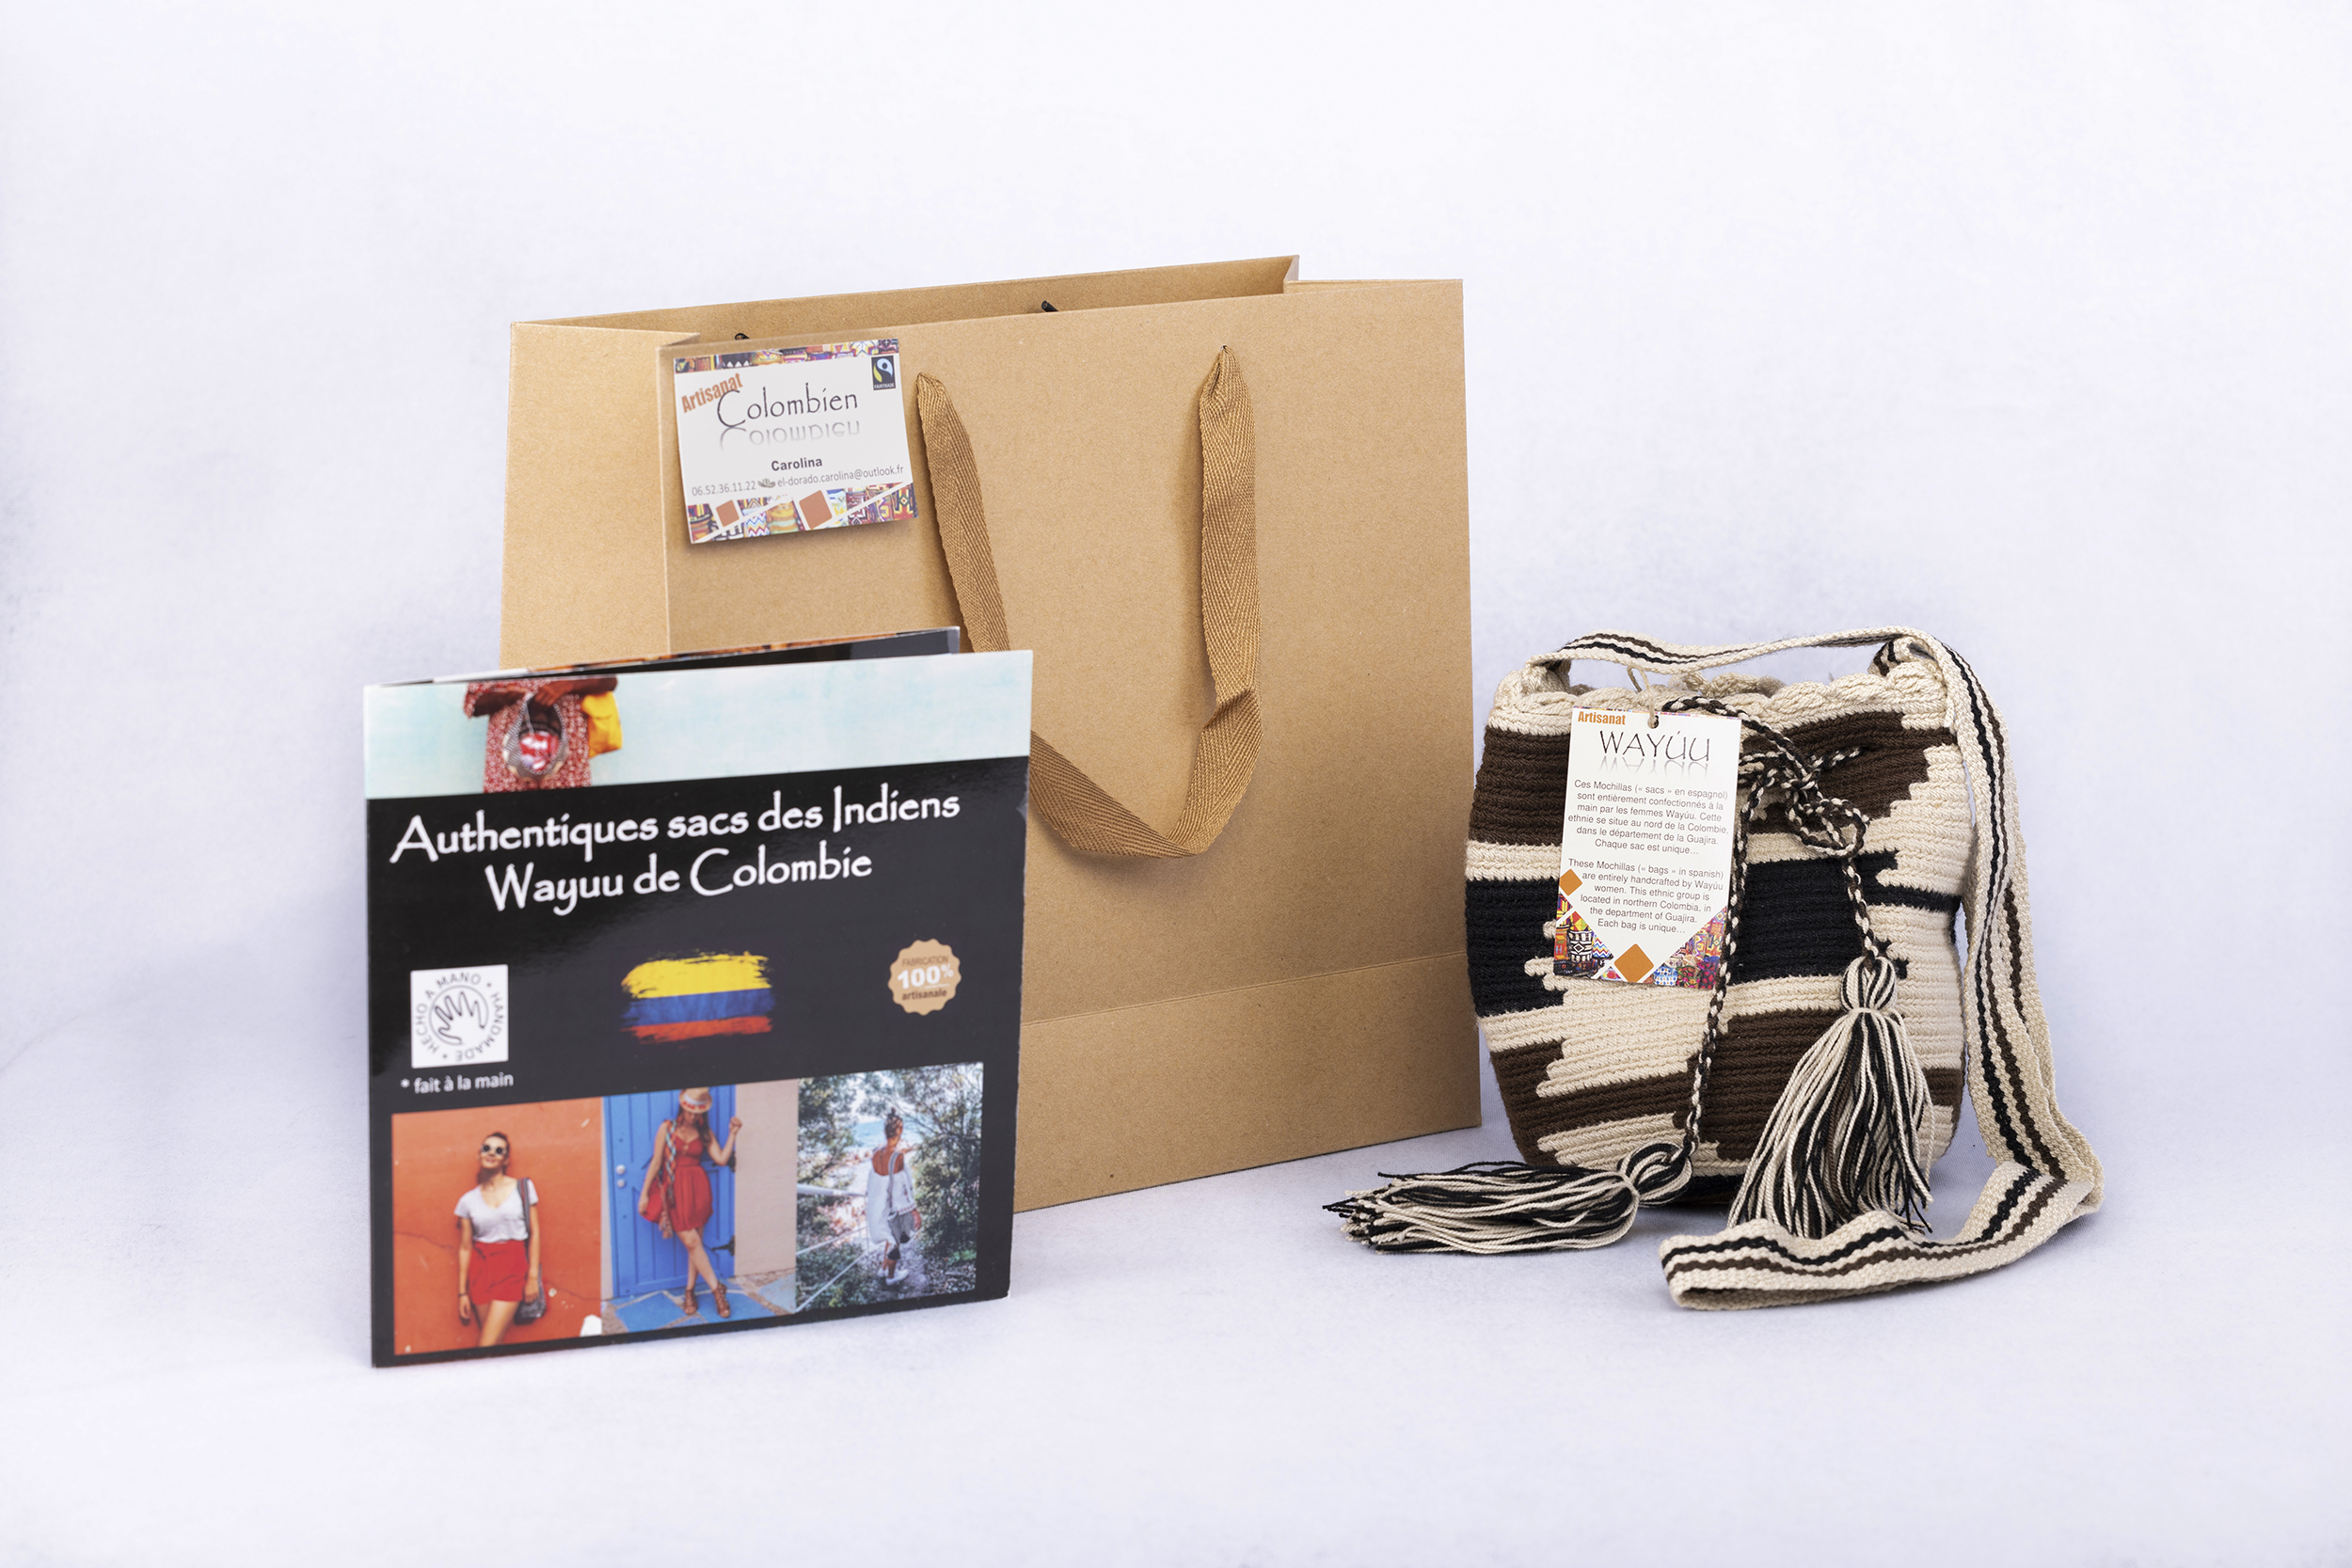 Artisanat
Colombien
FAIRTRADE
Carolina
06.52.36.11.22 el-dorado.carolina@outlook.fr
Authentiques sacs des Indiens
Wayuu de Colombie
HECHO A MANO • HANDMADE •
* fait à la main
FABRICATION
100%
artisanale
Artisanat
WAYÚU
Ces Mochillas (« sacs » en espagnol)
sont entièrement confectionnés à la
main par les femmes Wayúu. Cette
ethnie se situe au nord de la Colombie,
dans le département de la Guajira.
Chaque sac est unique...
These Mochillas (« bags » in spanish)
are entirely handcrafted by Wayúu
women. This ethnic group is
located in northern Colombia, in
the department of Guajira.
Each bag is unique...